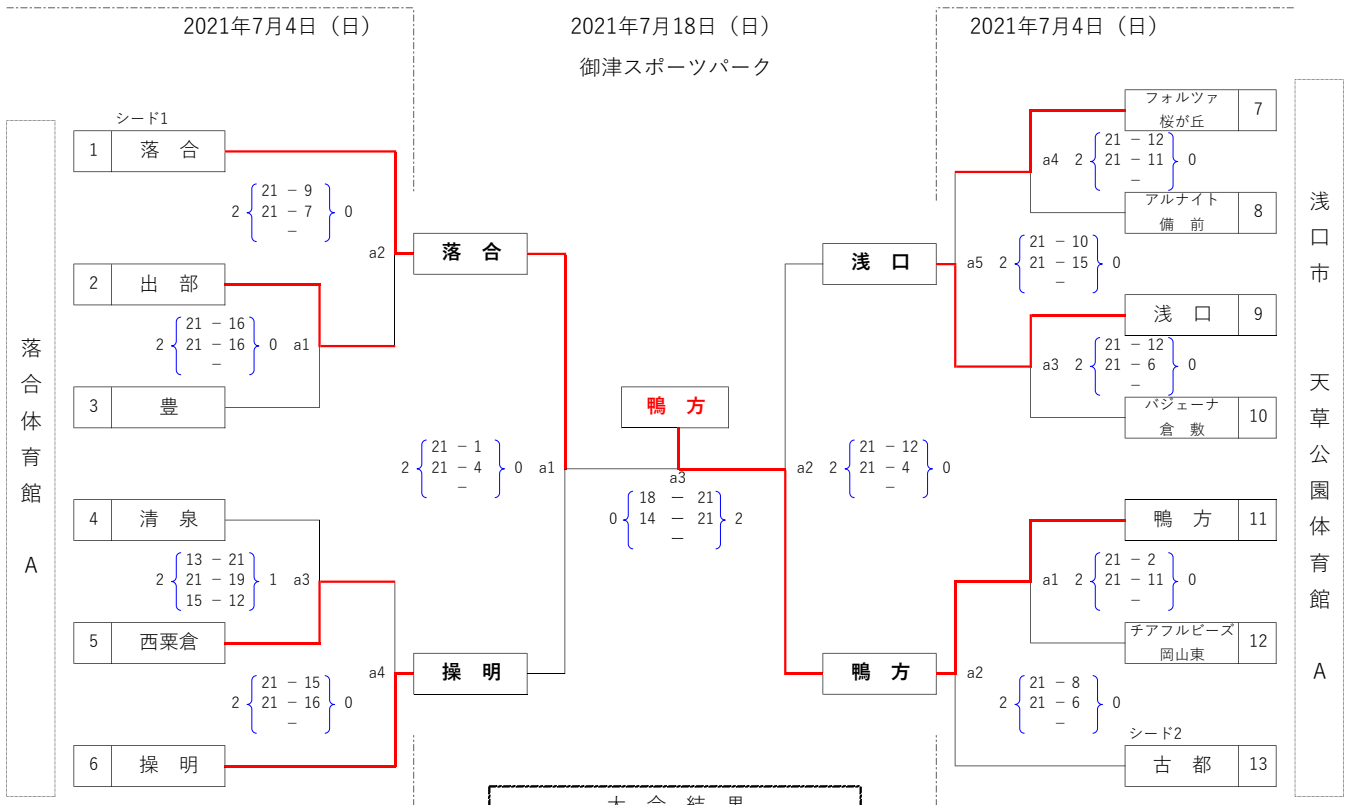 2021年7月4日（日）
2021年7月18日（日）
2021年7月4日（日）
御津スポーツパーク
落合体育館 A
シード1
1 落 合
21 － 9
2 21 － 7 0
－
a2
2 出 部
21 － 16
2 21 － 16 0 a1
－
3 豊
4 清 泉
13 － 21
2 21 － 19 1 a3
15 － 12
5 西粟倉
a4
21 － 15
2 21 － 16 0
－
6 操 明
落 合
21 － 1
2 21 － 4 0 a1
－
操 明
鴨 方
a3
18 － 21
0 14 － 21 2
－
浅 口
21 － 12
a2 2 21 － 4 0
－
鴨 方
フォルツァ
桜が丘 7
21 － 12
a4 2 21 － 11 0
－
アルナイト
備 前 8
21 － 10
a5 2 21 － 15 0
－
浅 口 9
21 － 12
a3 2 21 － 6 0
－
バジェーナ
倉 敷 10
鴨 方 11
21 － 2
a1 2 21 － 11 0
－
チアフルビーズ
岡山東 12
a2
21 － 8
2 21 － 6 0
－
シード2
古 都 13
浅口市 天草公園体育館 A
大 会 結 果